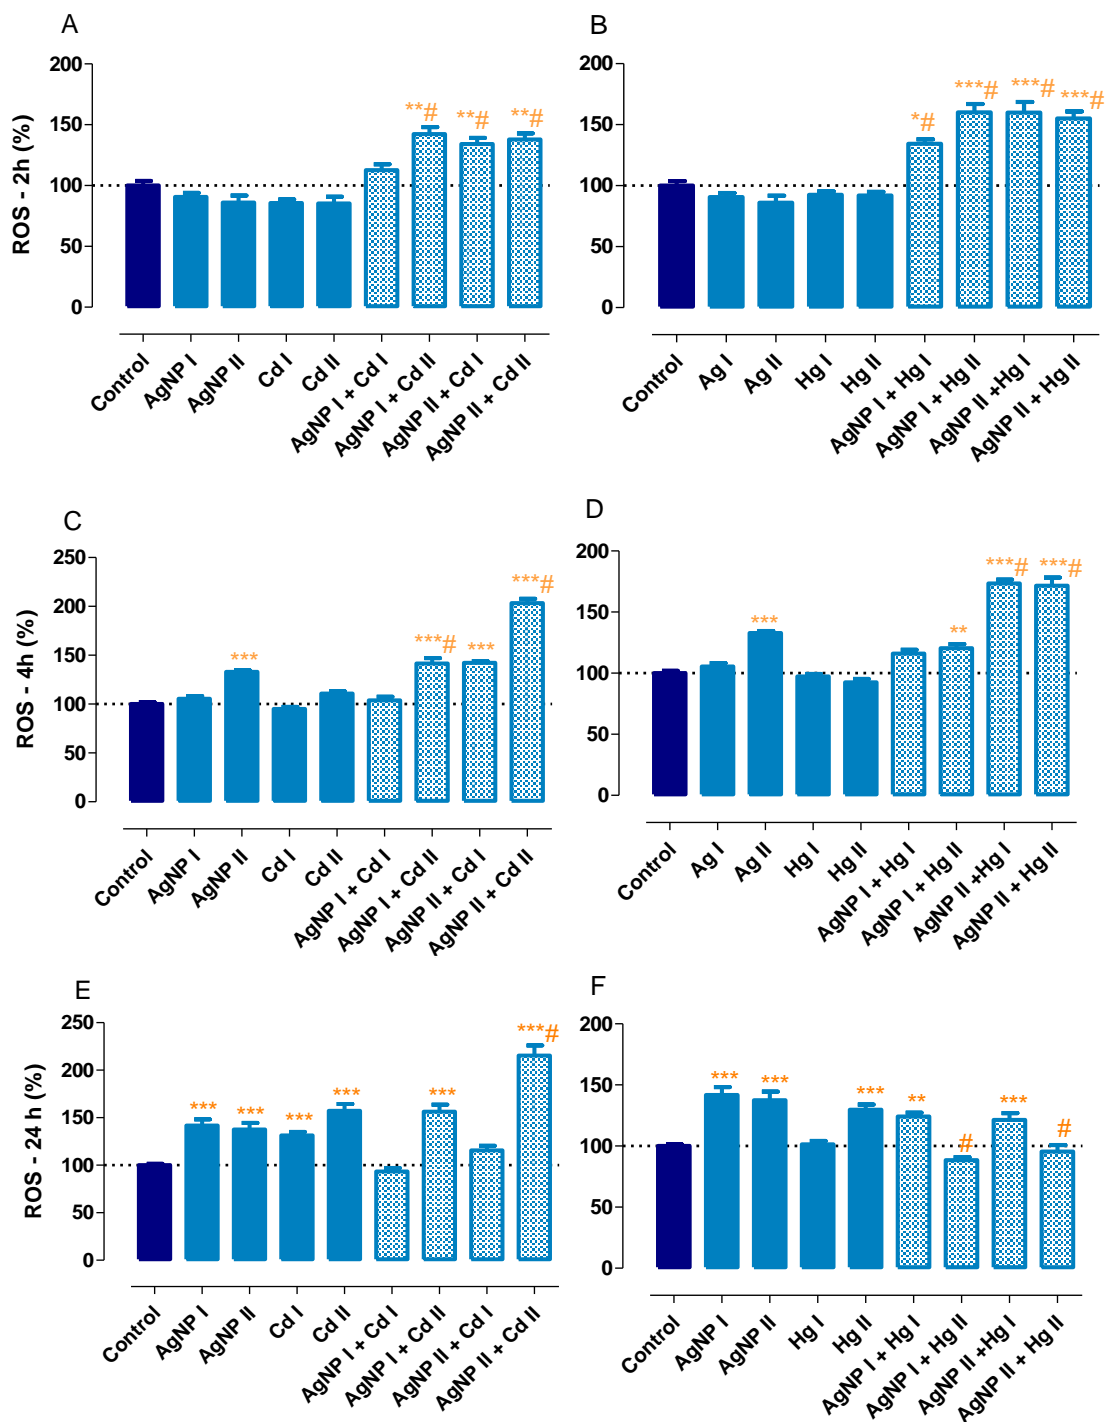 A
ROS - 2h (%)
200
150
100
50
0
**#
**#
**#
Control
AgNP I
AgNP II
Cd I
Cd II
AgNP I + Cd I
AgNP I + Cd II
AgNP II + Cd I
AgNP II + Cd II
B
200
150
100
50
0
*#
***#
***#
***#
Control
Ag I
Ag II
Hg I
Hg II
AgNP I + Hg I
AgNP I + Hg II
AgNP II +Hg I
AgNP II + Hg II
C
ROS - 4h (%)
250
200
150
100
50
0
***
***#
***
***#
Control
AgNP I
AgNP II
Cd I
Cd II
AgNP I + Cd I
AgNP I + Cd II
AgNP II + Cd I
AgNP II + Cd II
D
200
150
100
50
0
***
**
***#
***#
Control
Ag I
Ag II
Hg I
Hg II
AgNP I + Hg I
AgNP I + Hg II
AgNP II +Hg I
AgNP II + Hg II
E
ROS - 24 h (%)
250
200
150
100
50
0
***
***
***
***
***
***#
Control
AgNP I
AgNP II
Cd I
Cd II
AgNP I + Cd I
AgNP I + Cd II
AgNP II + Cd I
AgNP II + Cd II
F
200
150
100
50
0
***
***
***
**
#
***
#
Control
AgNP I
AgNP II
Hg I
Hg II
AgNP I + Hg I
AgNP I + Hg II
AgNP II +Hg I
AgNP II + Hg II